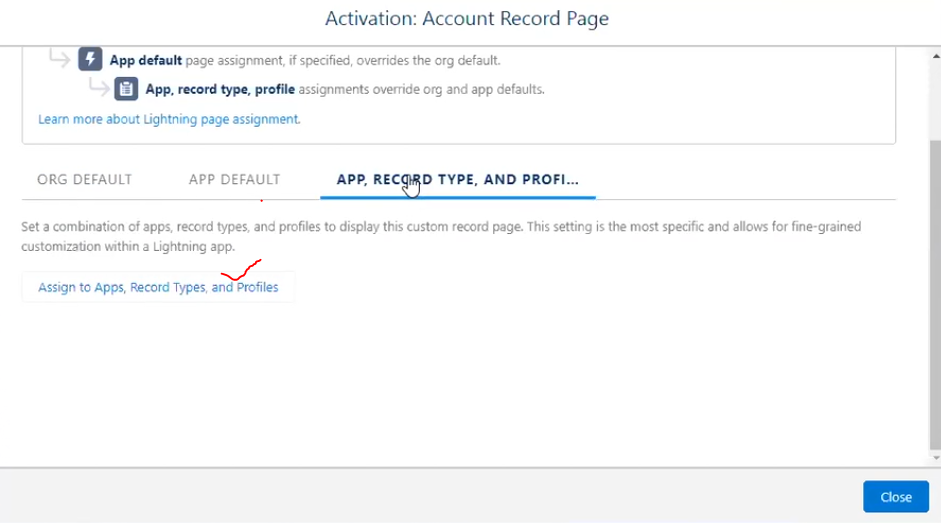 Activation: Account Record Page
App default page assignment, if specified, overrides the org default.
App, record type, profile assignments override org and app defaults.
Learn more about Lightning page assignment.
ORG DEFAULT
APP DEFAULT
APP, RECORD TYPE, AND PROFI...
Set a combination of apps, record types, and profiles to display this custom record page. This setting is the most specific and allows for fine-grained
customization within a Lightning app.
Assign to Apps, Record Types, and Profiles
Close